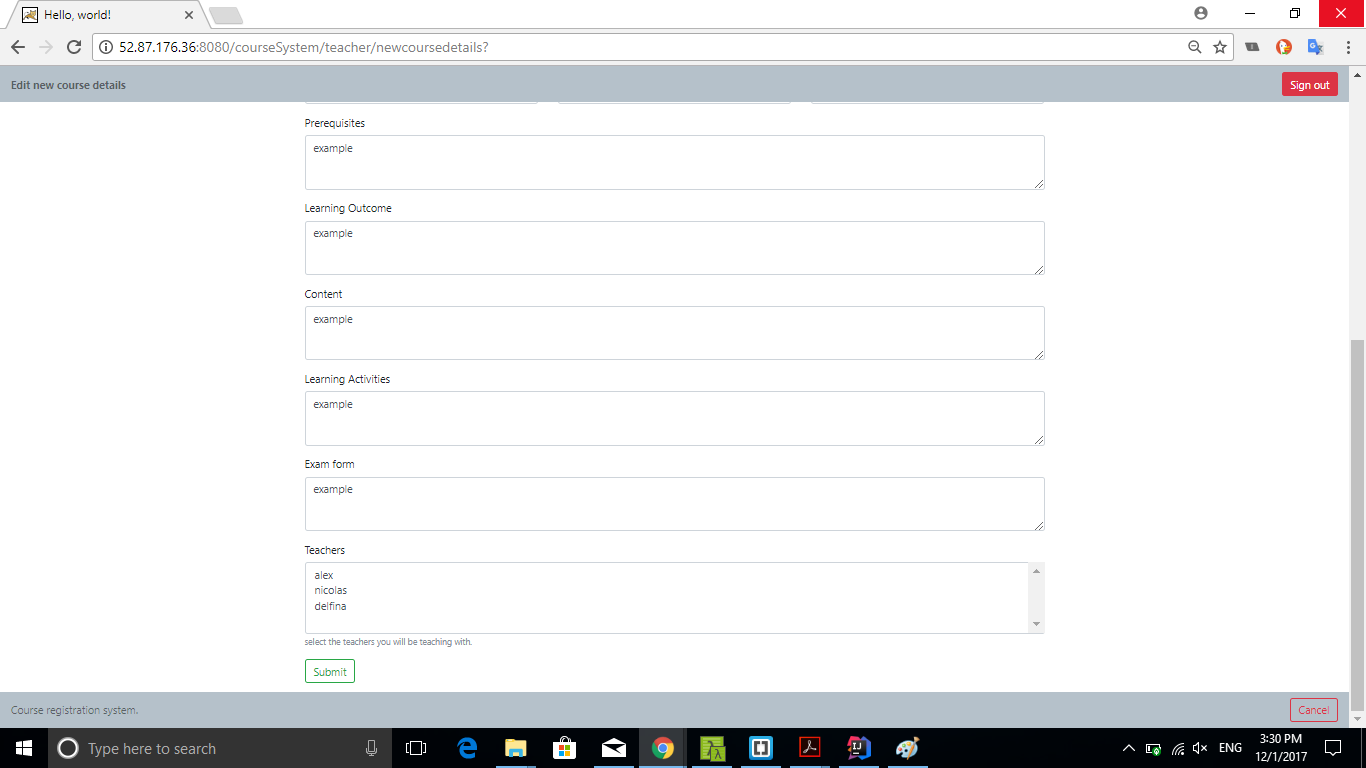 Hello, world!
52.87.176.36:8080/courseSystem/teacher/newcoursedetails?
Edit new course details
Sign out
Prerequisites
example
Learning Outcome
example
Content
example
Learning Activities
example
Exam form
example
Teachers
alex
nicolas
delfina
select the teachers you will be teaching with.
Submit
Course registration system.
Cancel
Type here to search
ENG
3:30 PM
12/1/2017